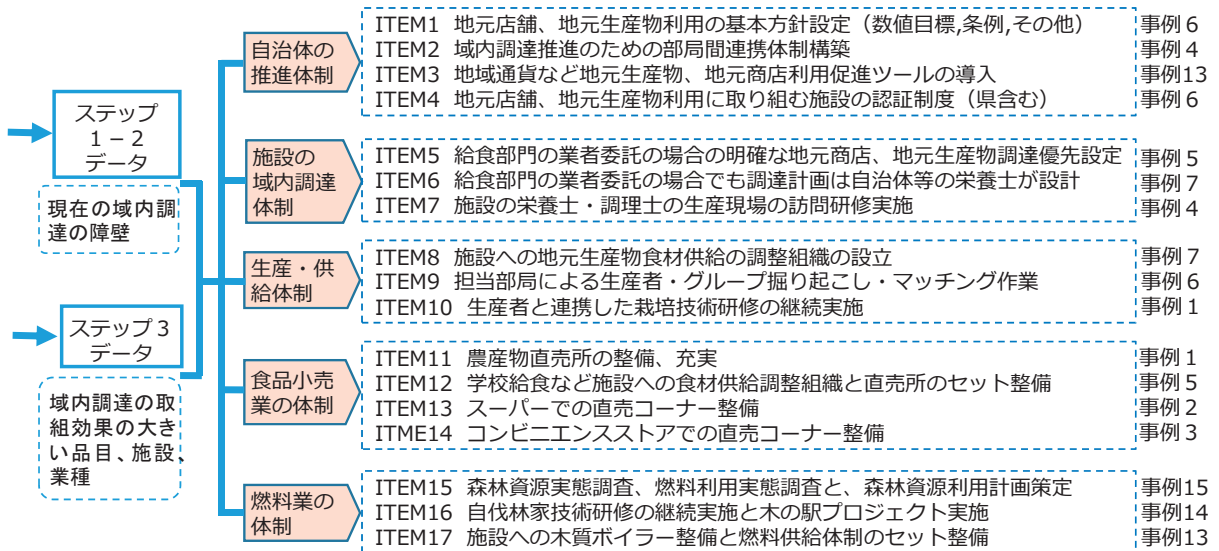 ステップ
1－2
データ
現在の域内調
達の障壁
ステップ3
データ
域内調達の取
組効果の大き
い品目、施設、
業種
自治体の
推進体制
ITEM1 地元店舗、地元生産物利用の基本方針設定（数値目標,条例,その他） 事例6
ITEM2 域内調達推進のための部局間連携体制構築 事例4
ITEM3 地域通貨など地元生産物、地元商店利用促進ツールの導入 事例13
ITEM4 地元店舗、地元生産物利用に取り組む施設の認証制度（県含む） 事例6
施設の
域内調達
体制
ITEM5 給食部門の業者委託の場合の明確な地元商店、地元生産物調達優先設定 事例5
ITEM6 給食部門の業者委託の場合でも調達計画は自治体等の栄養士が設計 事例7
ITEM7 施設の栄養士・調理士の生産現場の訪問研修実施 事例4
生産・供
給体制
ITEM8 施設への地元生産物食材供給の調整組織の設立 事例7
ITEM9 担当部局による生産者・グループ掘り起こし・マッチング作業 事例6
ITEM10 生産者と連携した栽培技術研修の継続実施 事例1
食品小売
業の体制
ITEM11 農産物直売所の整備、充実 事例1
ITEM12 学校給食など施設への食材供給調整組織と直売所のセット整備 事例5
ITEM13 スーパーでの直売コーナー整備 事例2
ITME14 コンビニエンスストアでの直売コーナー整備 事例3
燃料業の
体制
ITEM15 森林資源実態調査、燃料利用実態調査と、森林資源利用計画策定 事例15
ITEM16 自伐林家技術研修の継続実施と木の駅プロジェクト実施 事例14
ITEM17 施設への木質ボイラー整備と燃料供給体制のセット整備 事例13